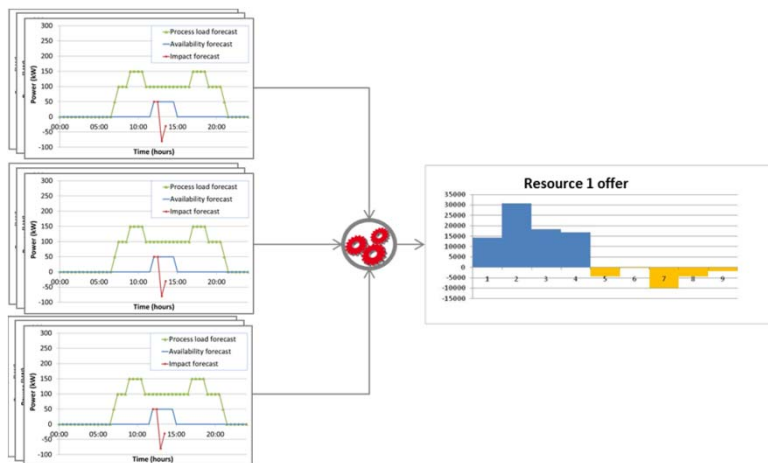 300
Process load forecast
250
Availability forecast
200
Impact forecast
150
100
50
0
00:00 05:00 10:00 15:00 20:00
-50
-100
Power (kW)
Time (hours)
300
Process load forecast
250
Availability forecast
200
Impact forecast
150
100
50
0
00:00 05:00 10:00 15:00 20:00
-50
-100
Power (kW)
Time (hours)
300
Process load forecast
250
Availability forecast
200
Impact forecast
150
100
50
0
00:00 05:00 10:00 15:00 20:00
-50
-100
Power (kW)
Time (hours)
Resource 1 offer
35000
30000
25000
20000
15000
10000
5000
0
-5000
-10000
-15000
1 2 3 4 5 6 7 8 9